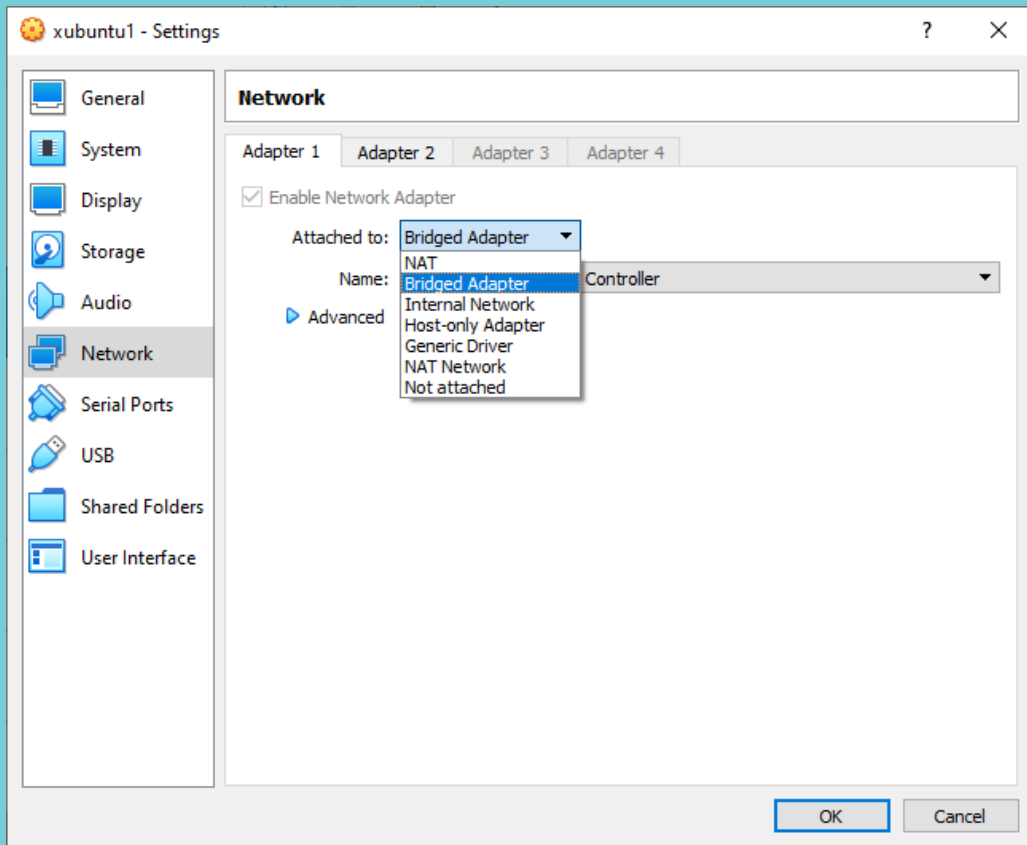 xubuntu1 - Settings
?
General
System
Display
Storage
Audio
Network
Serial Ports
USB
Shared Folders
User Interface
Network
Adapter 1
Adapter 2
Adapter 3
Adapter 4
Enable Network Adapter
Attached to: Bridged Adapter
NAT
Name: Bridged Adapter Controller
Internal Network
Advanced
Host-only Adapter
Generic Driver
NAT Network
Not attached
OK
Cancel